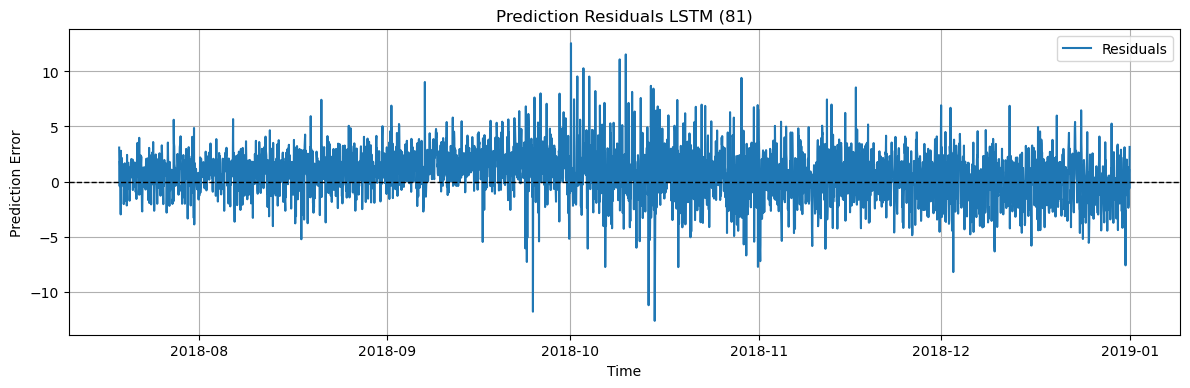 Prediction Residuals LSTM (81)
Residuals
Prediction Error
10
5
0
−5
−10
2018-08
2018-09
2018-10
2018-11
2018-12
2019-01
Time